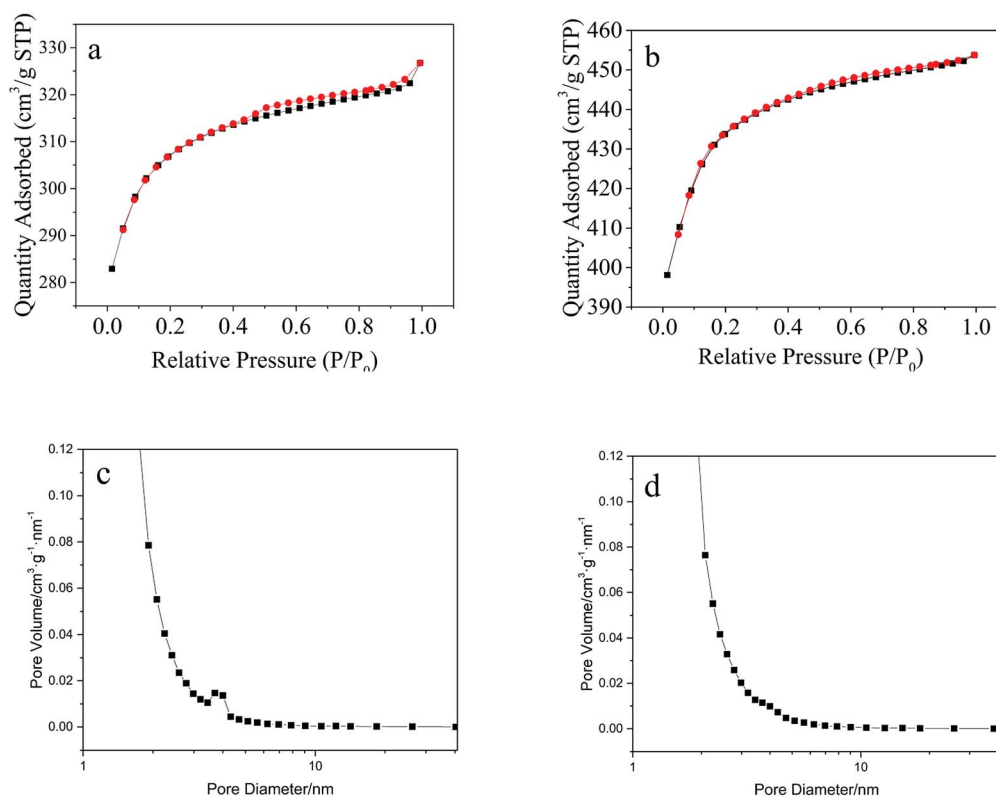 a
Quantity Adsorbed (cm³/g STP)
330
320
310
300
290
280
0.0 0.2 0.4 0.6 0.8 1.0
Relative Pressure (P/P₀)
b
Quantity Adsorbed (cm³/g STP)
460
450
440
430
420
410
400
390
0.0 0.2 0.4 0.6 0.8 1.0
Relative Pressure (P/P₀)
c
Pore Volume/cm³·g⁻¹·nm⁻¹
0.12
0.10
0.08
0.06
0.04
0.02
0.00
1 10
Pore Diameter/nm
d
Pore Volume/cm³·g⁻¹·nm⁻¹
0.12
0.10
0.08
0.06
0.04
0.02
0.00
1 10
Pore Diameter/nm